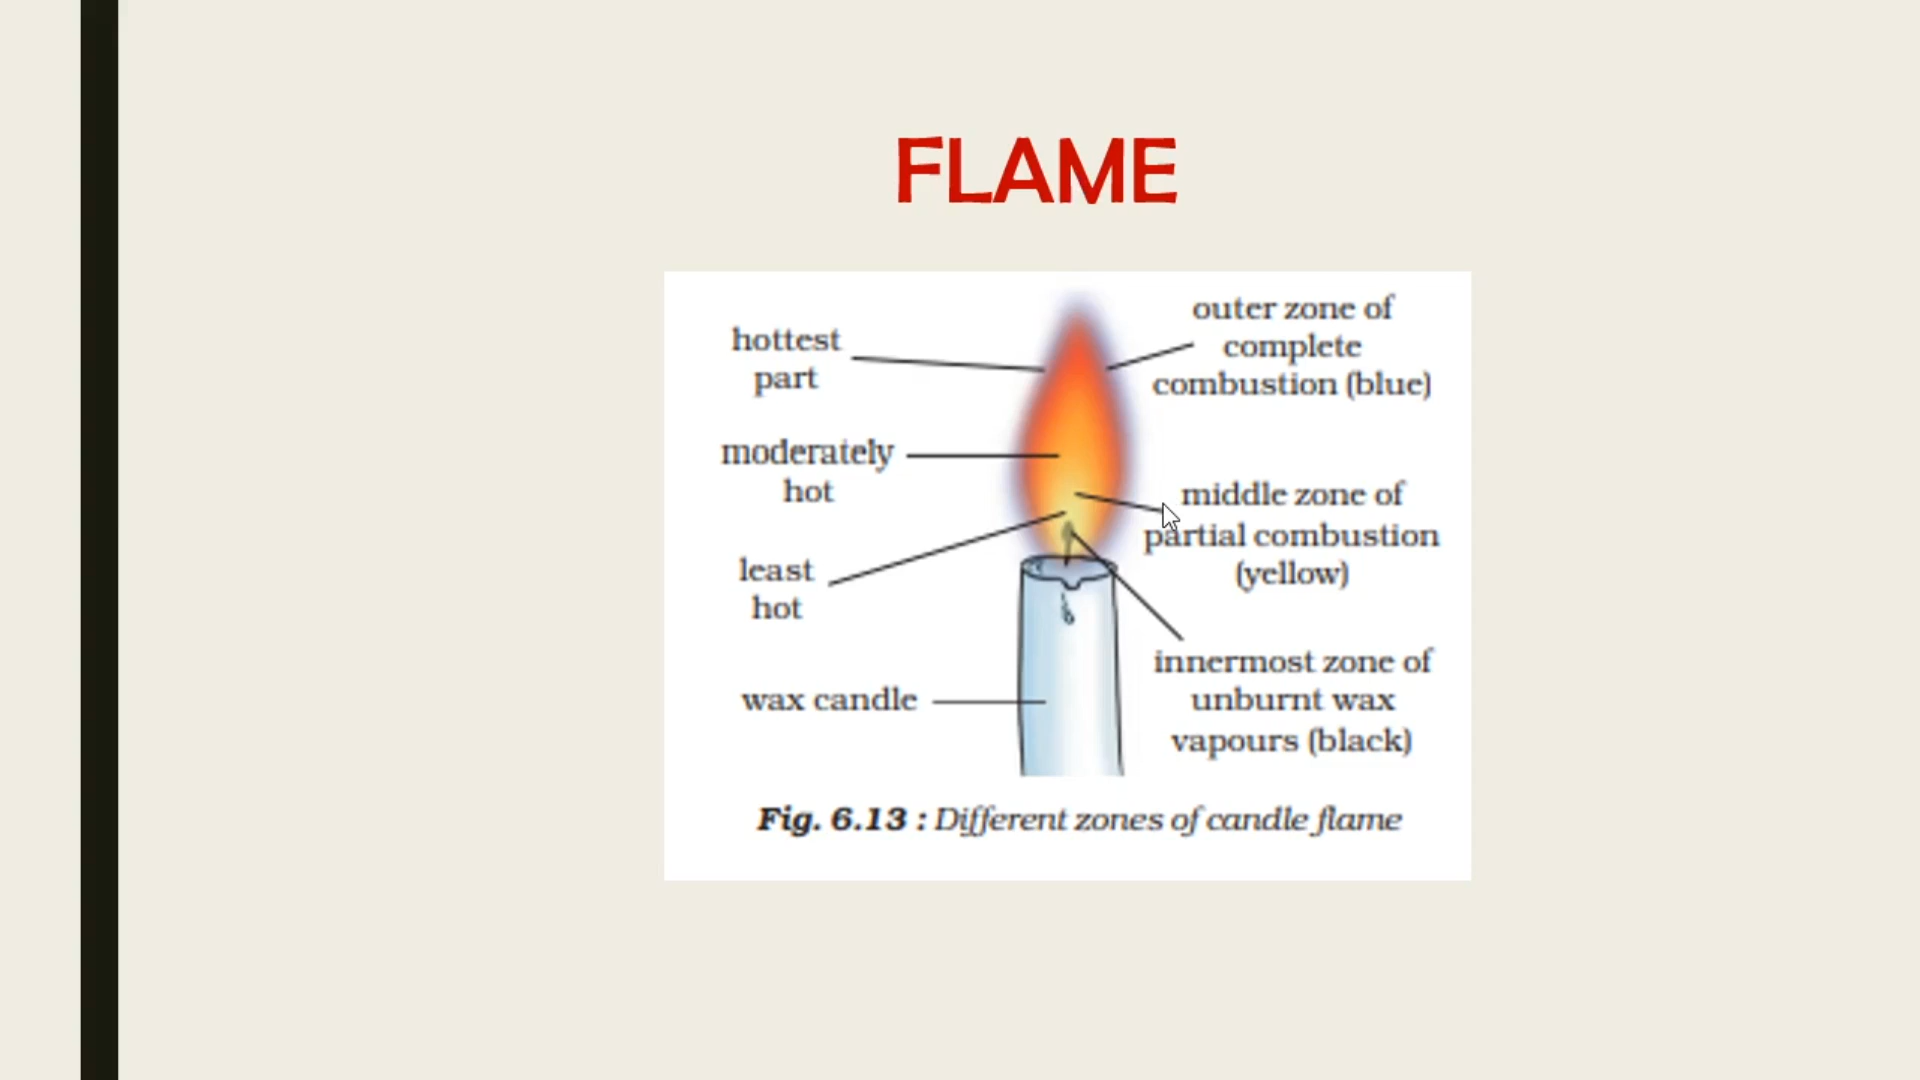 FLAME
hottest
part
outer zone of
complete
combustion (blue)
moderately
hot
middle zone of
partial combustion
(yellow)
least
hot
wax candle
innermost zone of
unburnt wax
vapours (black)
Fig. 6.13 : Different zones of candle flame